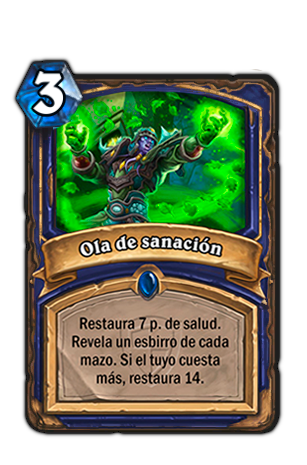 3
Ola de sanación
Restaura 7 p. de salud.
Revela un esbirro de cada
mazo. Si el tuyo cuesta
más, restaura 14.